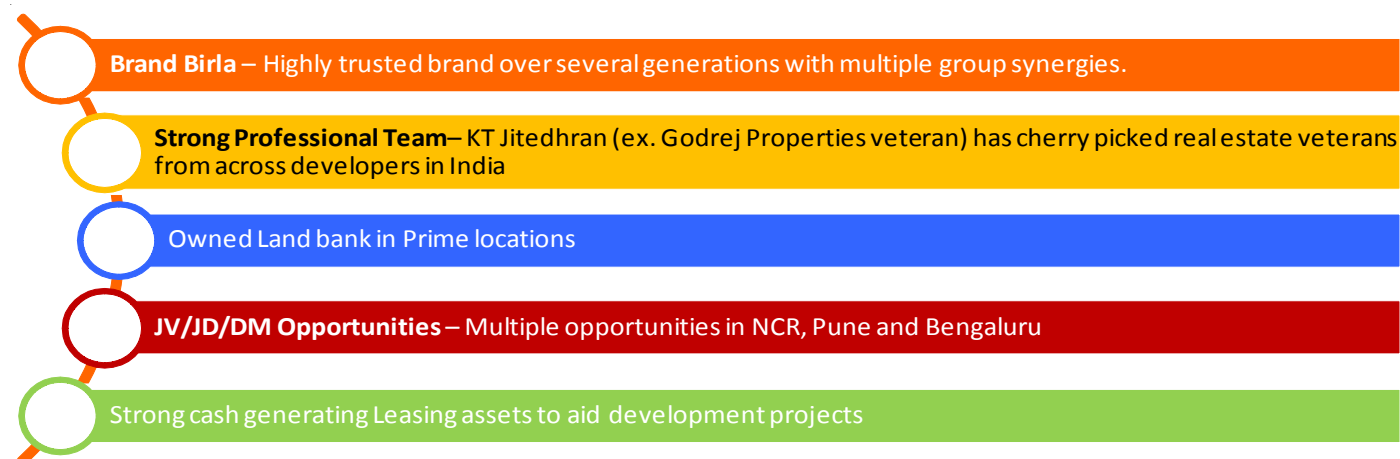 Brand Birla – Highly trusted brand over several generations with multiple group synergies.
Strong Professional Team– KT Jitedhran (ex. Godrej Properties veteran) has cherry picked real estate veterans
from across developers in India
Owned Land bank in Prime locations
JV/JD/DM Opportunities – Multiple opportunities in NCR, Pune and Bengaluru
Strong cash generating Leasing assets to aid development projects